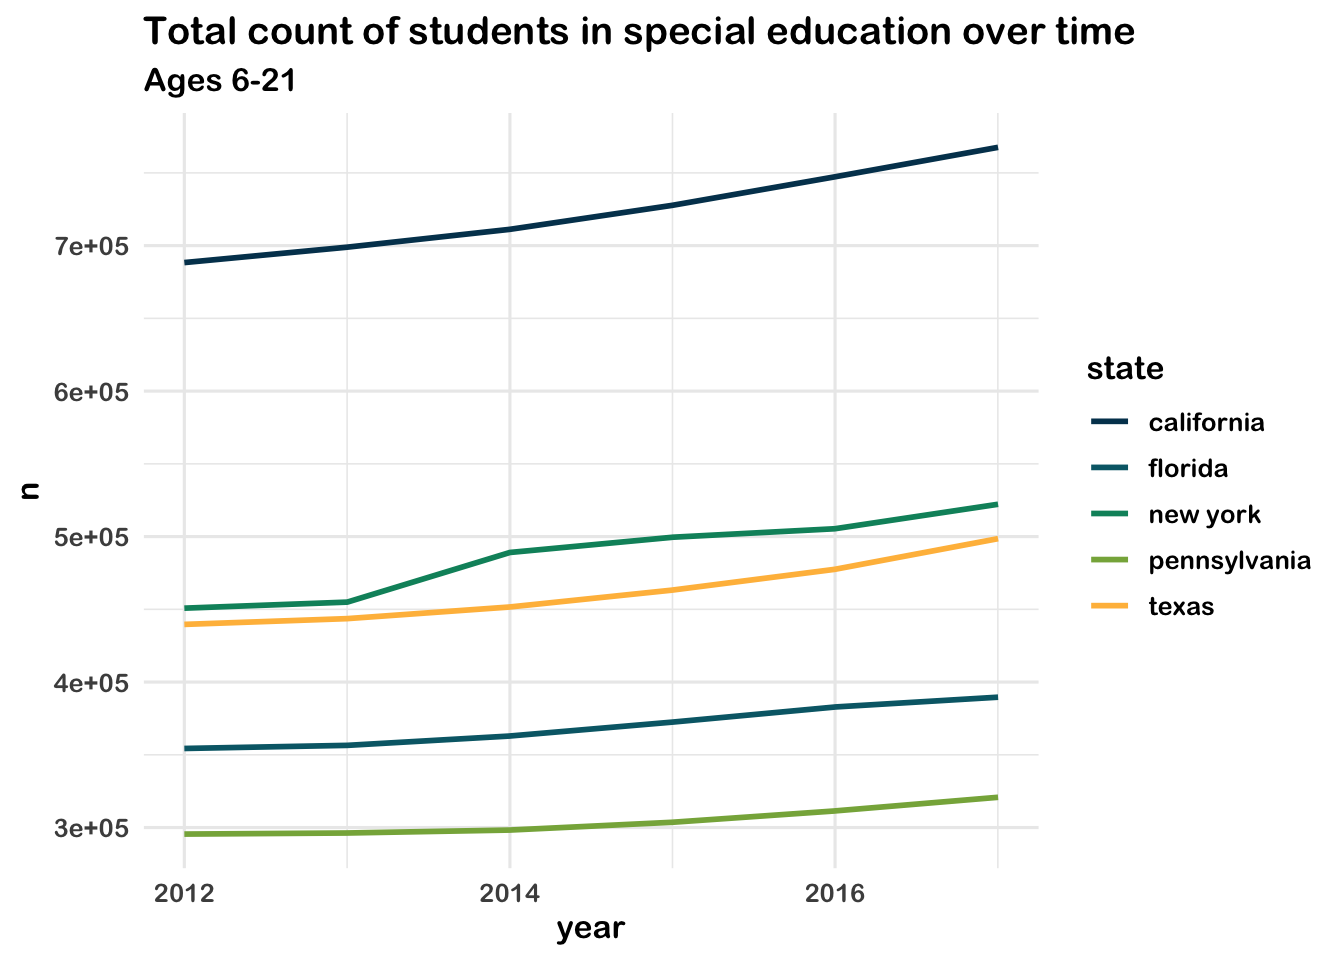 Total count of students in special education over time
Ages 6-21
7e+05
6e+05
5e+05
4e+05
3e+05
n
2012 2014 2016
year
state
california
florida
new york
pennsylvania
texas